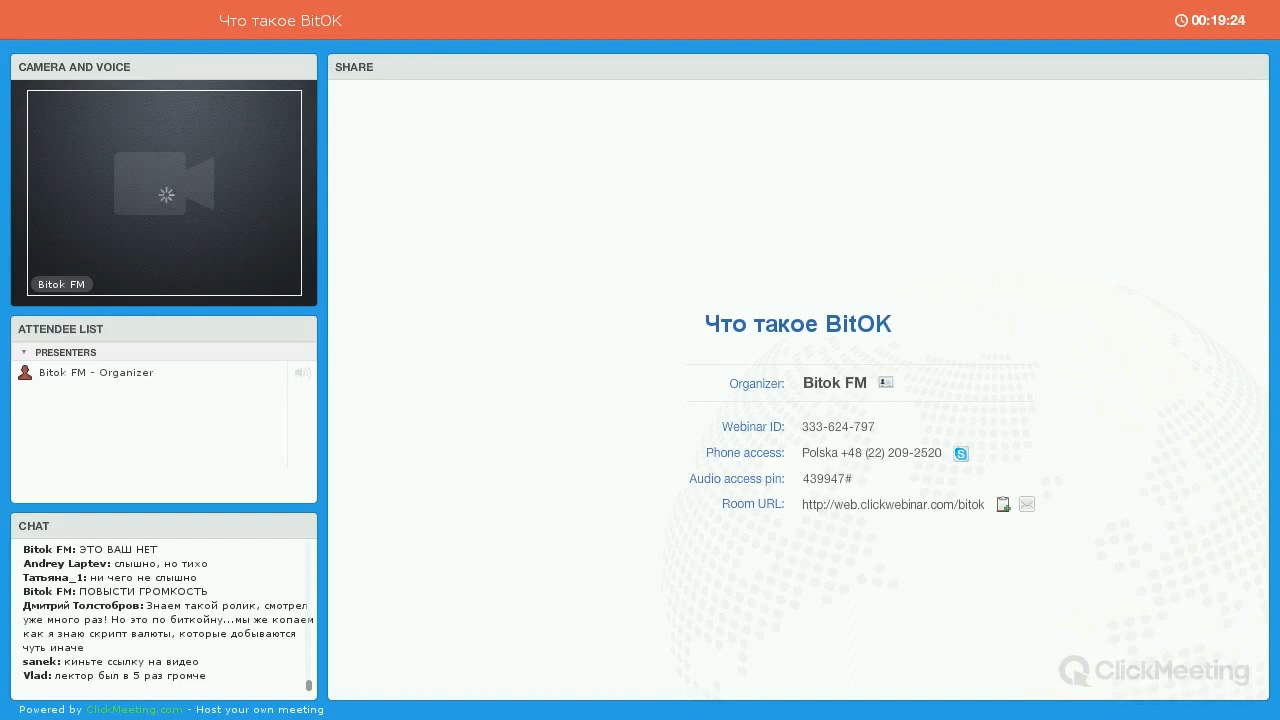 Что такое BitOK
00:19:24
CAMERA AND VOICE
Bitok FM
ATTENDEE LIST
PRESENTERS
Bitok FM - Organizer
CHAT
Bitok FM: ЭТО ВАШ НЕТ
Andrey Laptev: слышно, но тихо
Татьяна_1: ни чего не слышно
Bitok FM: ПОВЫСТИ ГРОМКОСТЬ
Дмитрий Толстобров: Знаем такой ролик, смотрел
уже много раз! Но это по биткойну...мы же копаем
как я знаю скрипт валюты, которые добываются
чуть иначе
sanek: киньте ссылку на видео
Vlad: лектор был в 5 раз громче
SHARE
Что такое BitOK
Organizer: Bitok FM
Webinar ID: 333-624-797
Phone access: Polska +48 (22) 209-2520
Audio access pin: 439947#
Room URL: http://web.clickwebinar.com/bitok
ClickMeeting
Powered by ClickMeeting.com - Host your own meeting